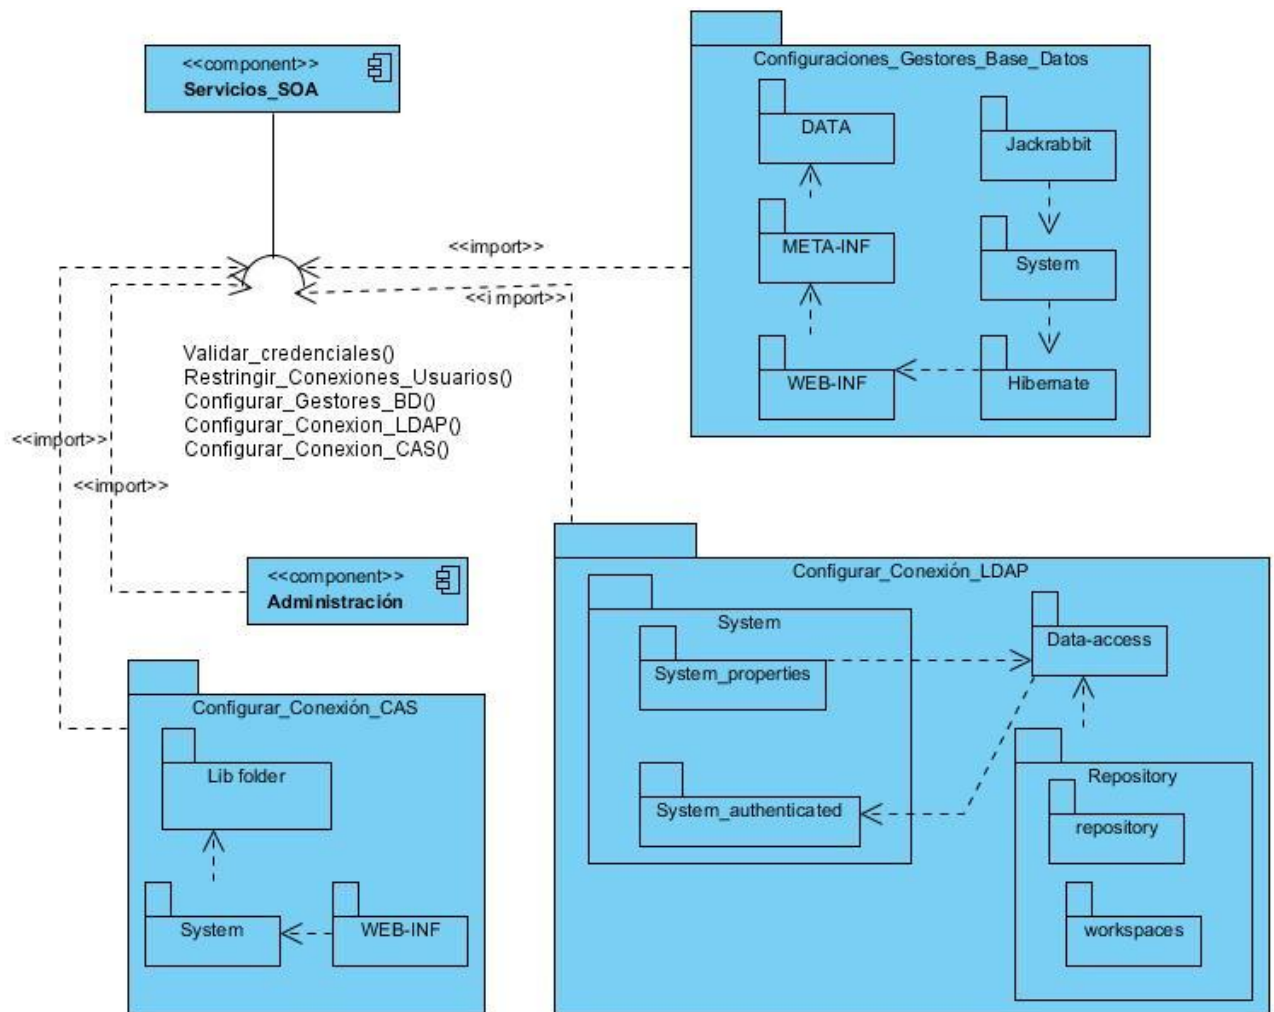 <<component>>
Servicios_SOA
Configuraciones_Gestores_Base_Datos
DATA
Jackrabbit
META-INF
System
WEB-INF
Hibernate
<<import>>
<<i mport>>
Validar_credenciales()
Restringir_Conexiones_Usuarios()
Configurar_Gestores_BD()
Configurar_Conexion_LDAP()
Configurar_Conexion_CAS()
<<import>>
<<import>>
<<component>>
Administración
Configurar_Conexión_LDAP
System
System_properties
Data-access
System_authenticated
Repository
repository
workspaces
Configurar_Conexión_CAS
Lib folder
System
WEB-INF